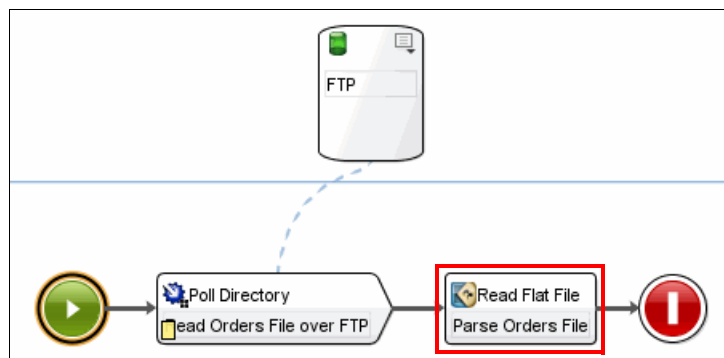 FTP
Poll Directory
ead Orders File over FTP
Read Flat File
Parse Orders File